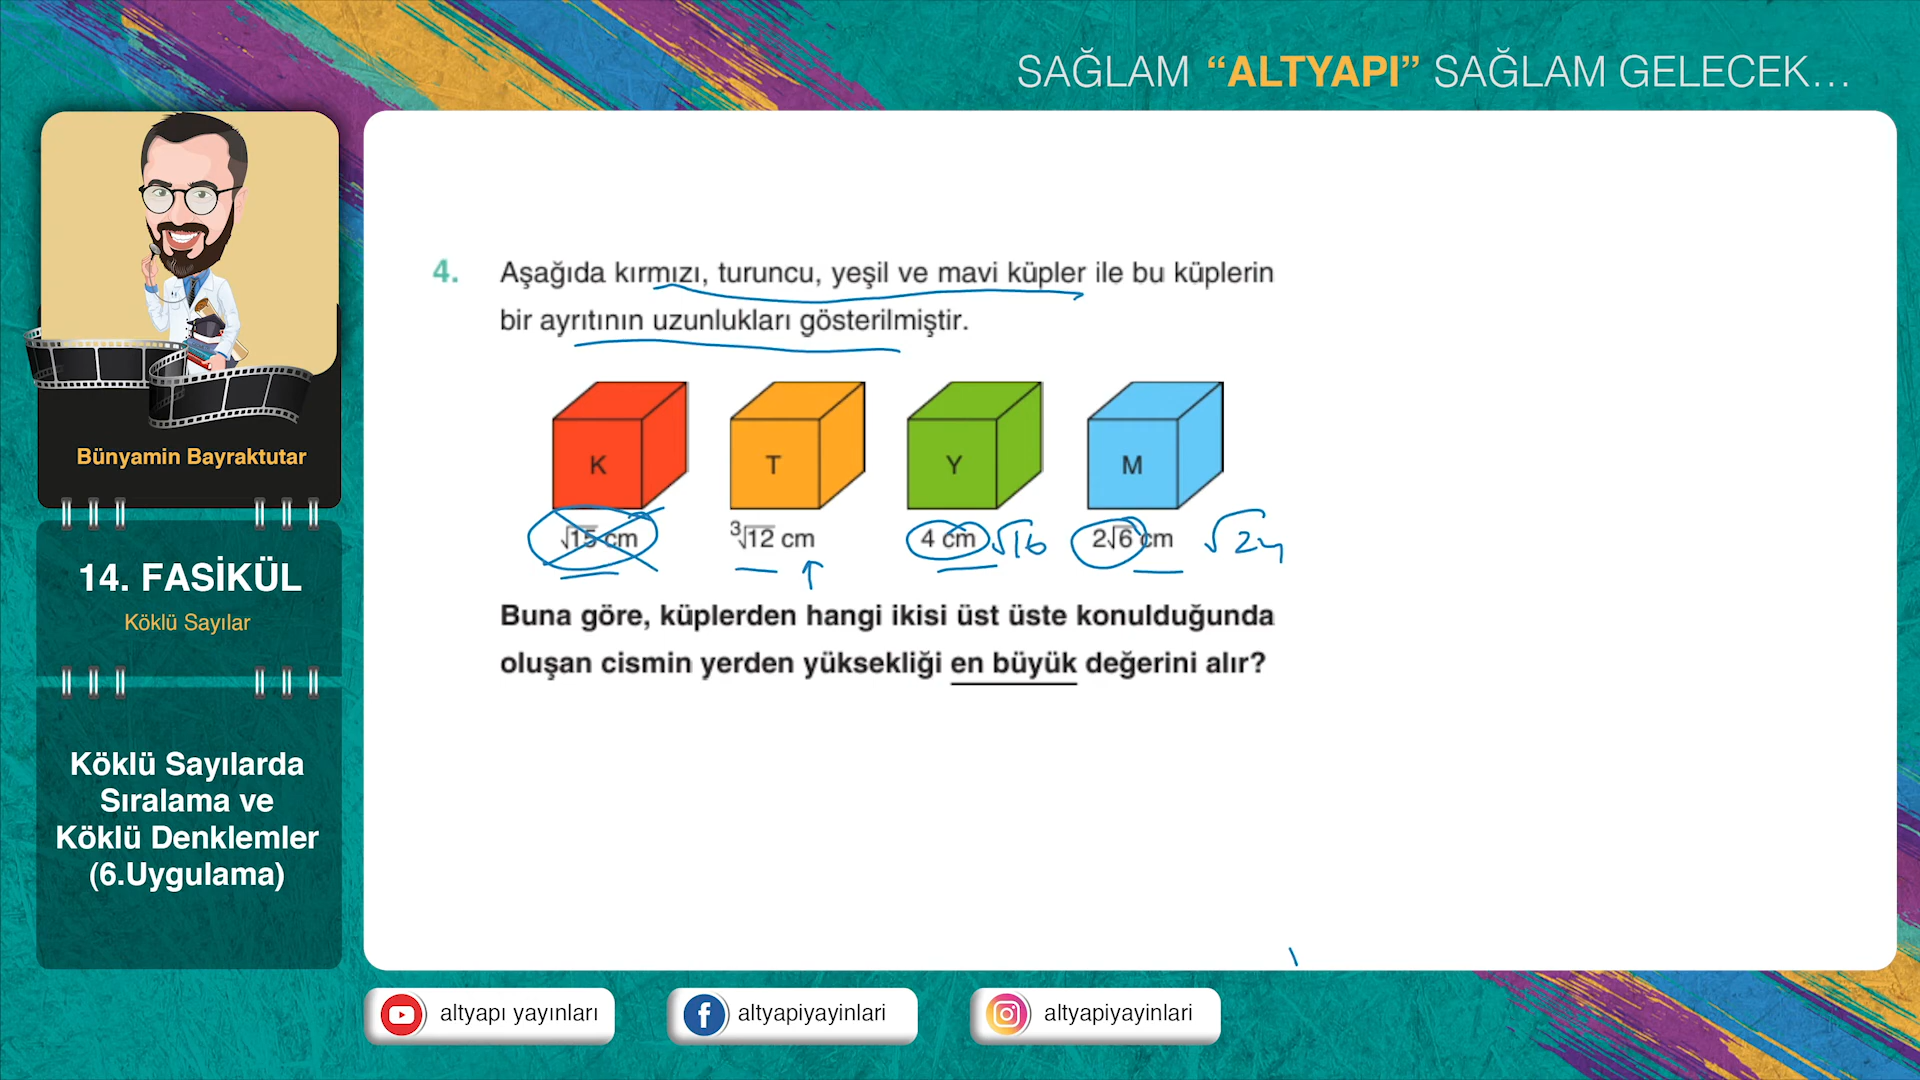 SAĞLAM “ALTYAPI” SAĞLAM GELECEK...
Bünyamin Bayraktutar
14. FASİKÜL
Köklü Sayılar
Köklü Sayılarda
Sıralama ve
Köklü Denklemler
(6.Uygulama)
4. Aşağıda kırmızı, turuncu, yeşil ve mavi küpler ile bu küplerin
bir ayrıtının uzunlukları gösterilmiştir.
K T Y M
√15 cm ³√12 cm 4 cm √16 2√6 cm √24
Buna göre, küplerden hangi ikisi üst üste konulduğunda
oluşan cismin yerden yüksekliği en büyük değerini alır?
altyapı yayınları altyapiyayinlari altyapiyayinlari